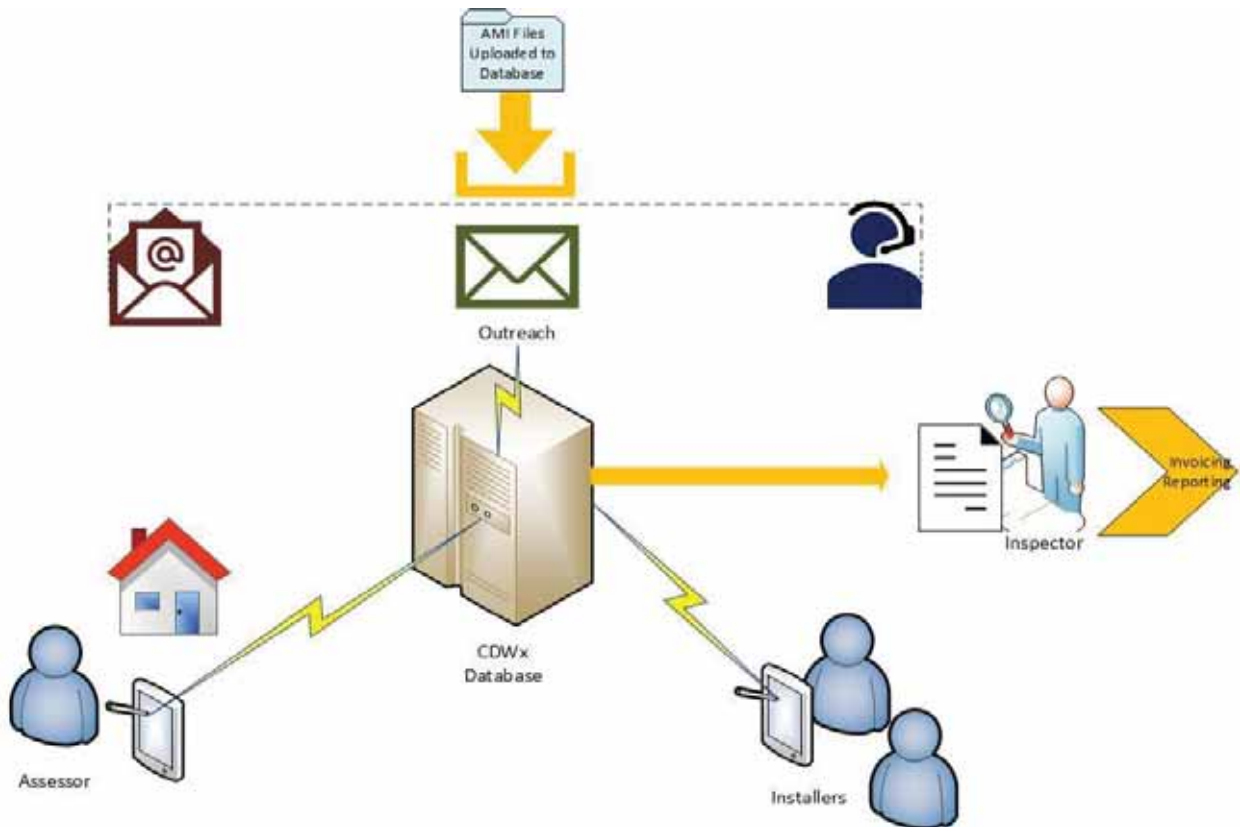 AMI Files
Uploaded to
Database
@
Outreach
Invoicing
Reporting
Inspector
CDWx
Database
Assessor
Installers